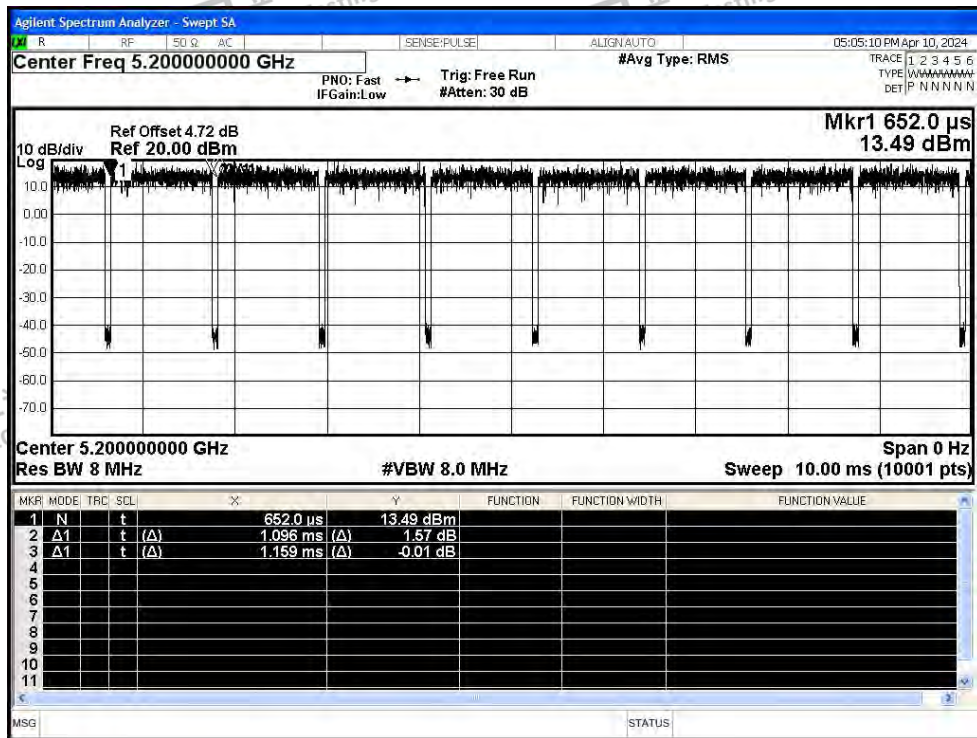 Agilent Spectrum Analyzer - Swept SA
LXI R RF 50 Ω AC SENSE:PULSE ALIGN AUTO 05:05:10 PM Apr 10, 2024
Center Freq 5.200000000 GHz
PNO: Fast
IFGain:Low
Trig: Free Run
#Atten: 30 dB
#Avg Type: RMS
TRACE 1 2 3 4 5 6
TYPE WWWWWW
DET P N N N N N
Mkr1 652.0 µs
13.49 dBm
Ref Offset 4.72 dB
10 dB/div Ref 20.00 dBm
Log
1
10.0
0.00
-10.0
-20.0
-30.0
-40.0
-50.0
-60.0
-70.0
Center 5.200000000 GHz Span 0 Hz
Res BW 8 MHz #VBW 8.0 MHz Sweep 10.00 ms (10001 pts)
MKR MODE TRC SCL X Y FUNCTION FUNCTION WIDTH FUNCTION VALUE
1 N t 652.0 µs 13.49 dBm
2 Δ1 t (Δ) 1.096 ms (Δ) 1.57 dB
3 Δ1 t (Δ) 1.159 ms (Δ) -0.01 dB
4
5
6
7
8
9
10
11
MSG STATUS